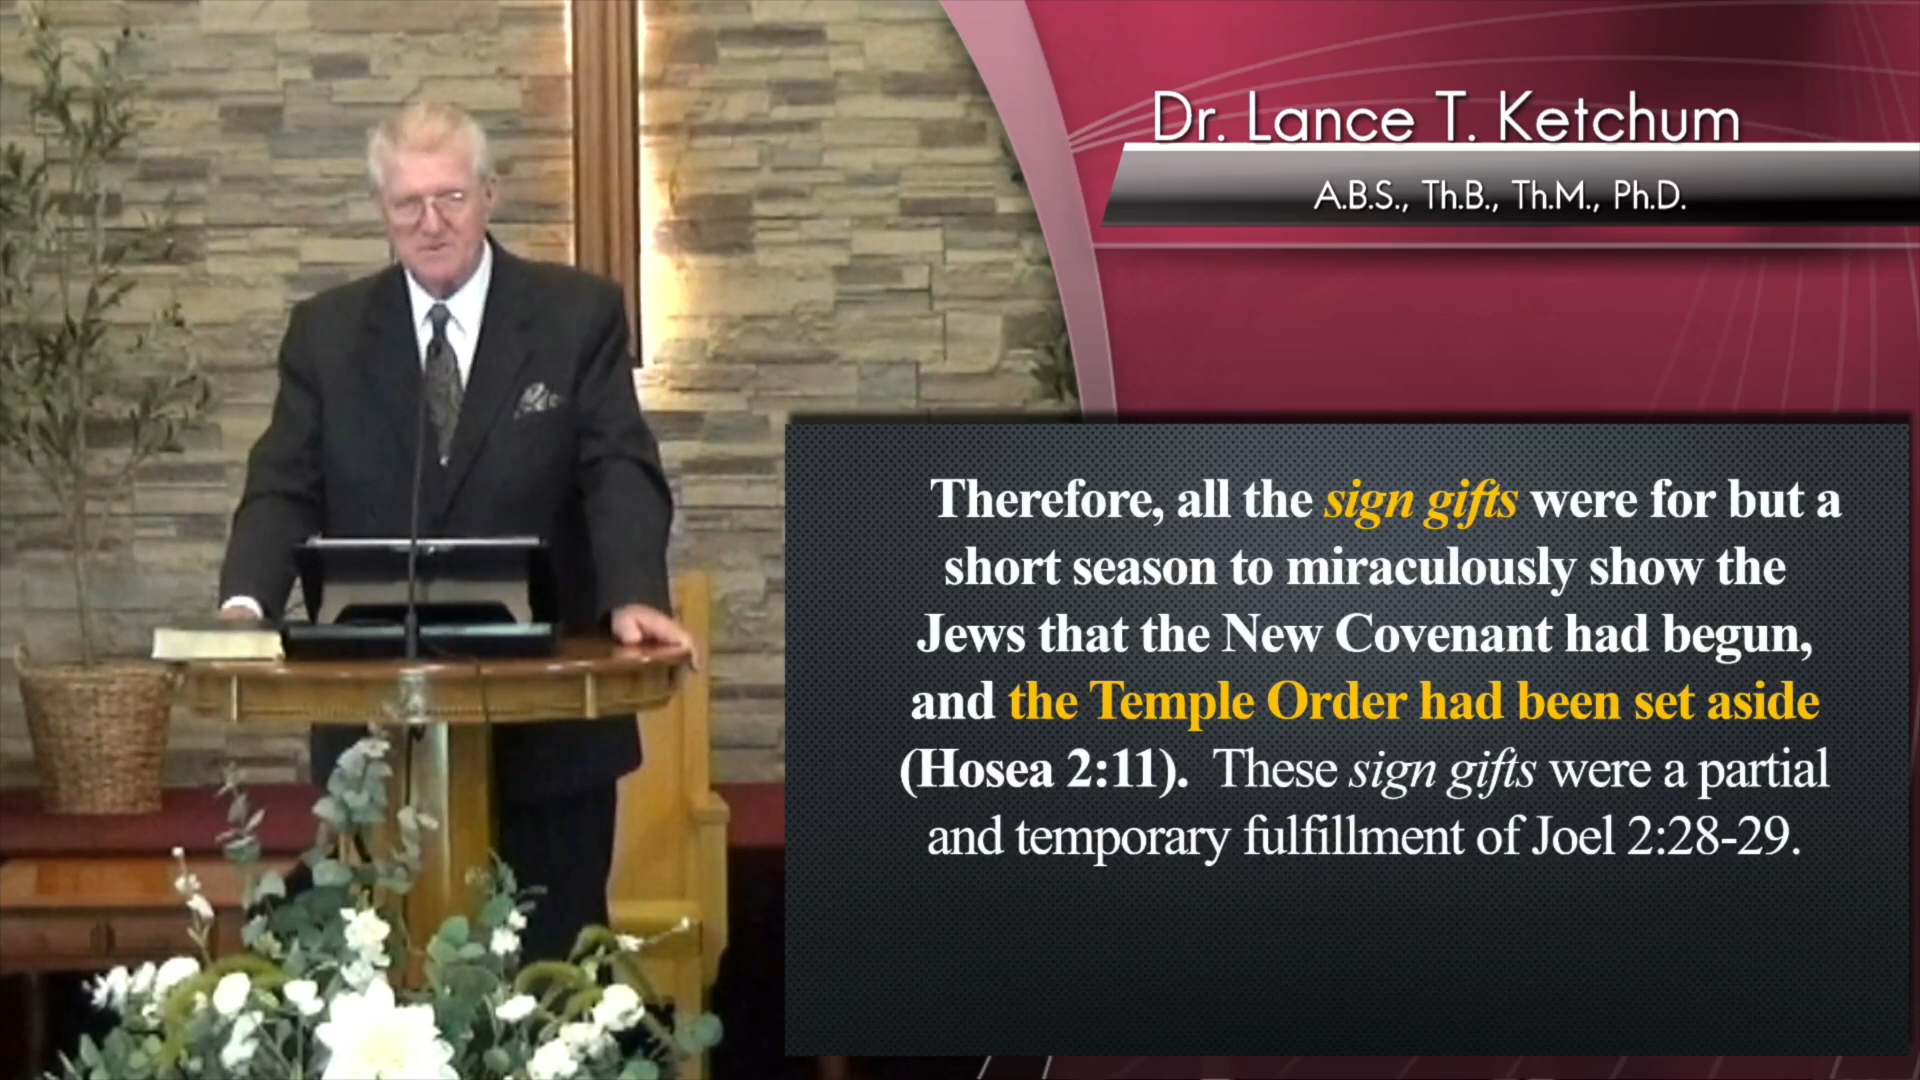 Dr. Lance T. Ketchum
A.B.S., Th.B., Th.M., Ph.D.
Therefore, all the sign gifts were for but a
short season to miraculously show the
Jews that the New Covenant had begun,
and the Temple Order had been set aside
(Hosea 2:11). These sign gifts were a partial
and temporary fulfillment of Joel 2:28-29.